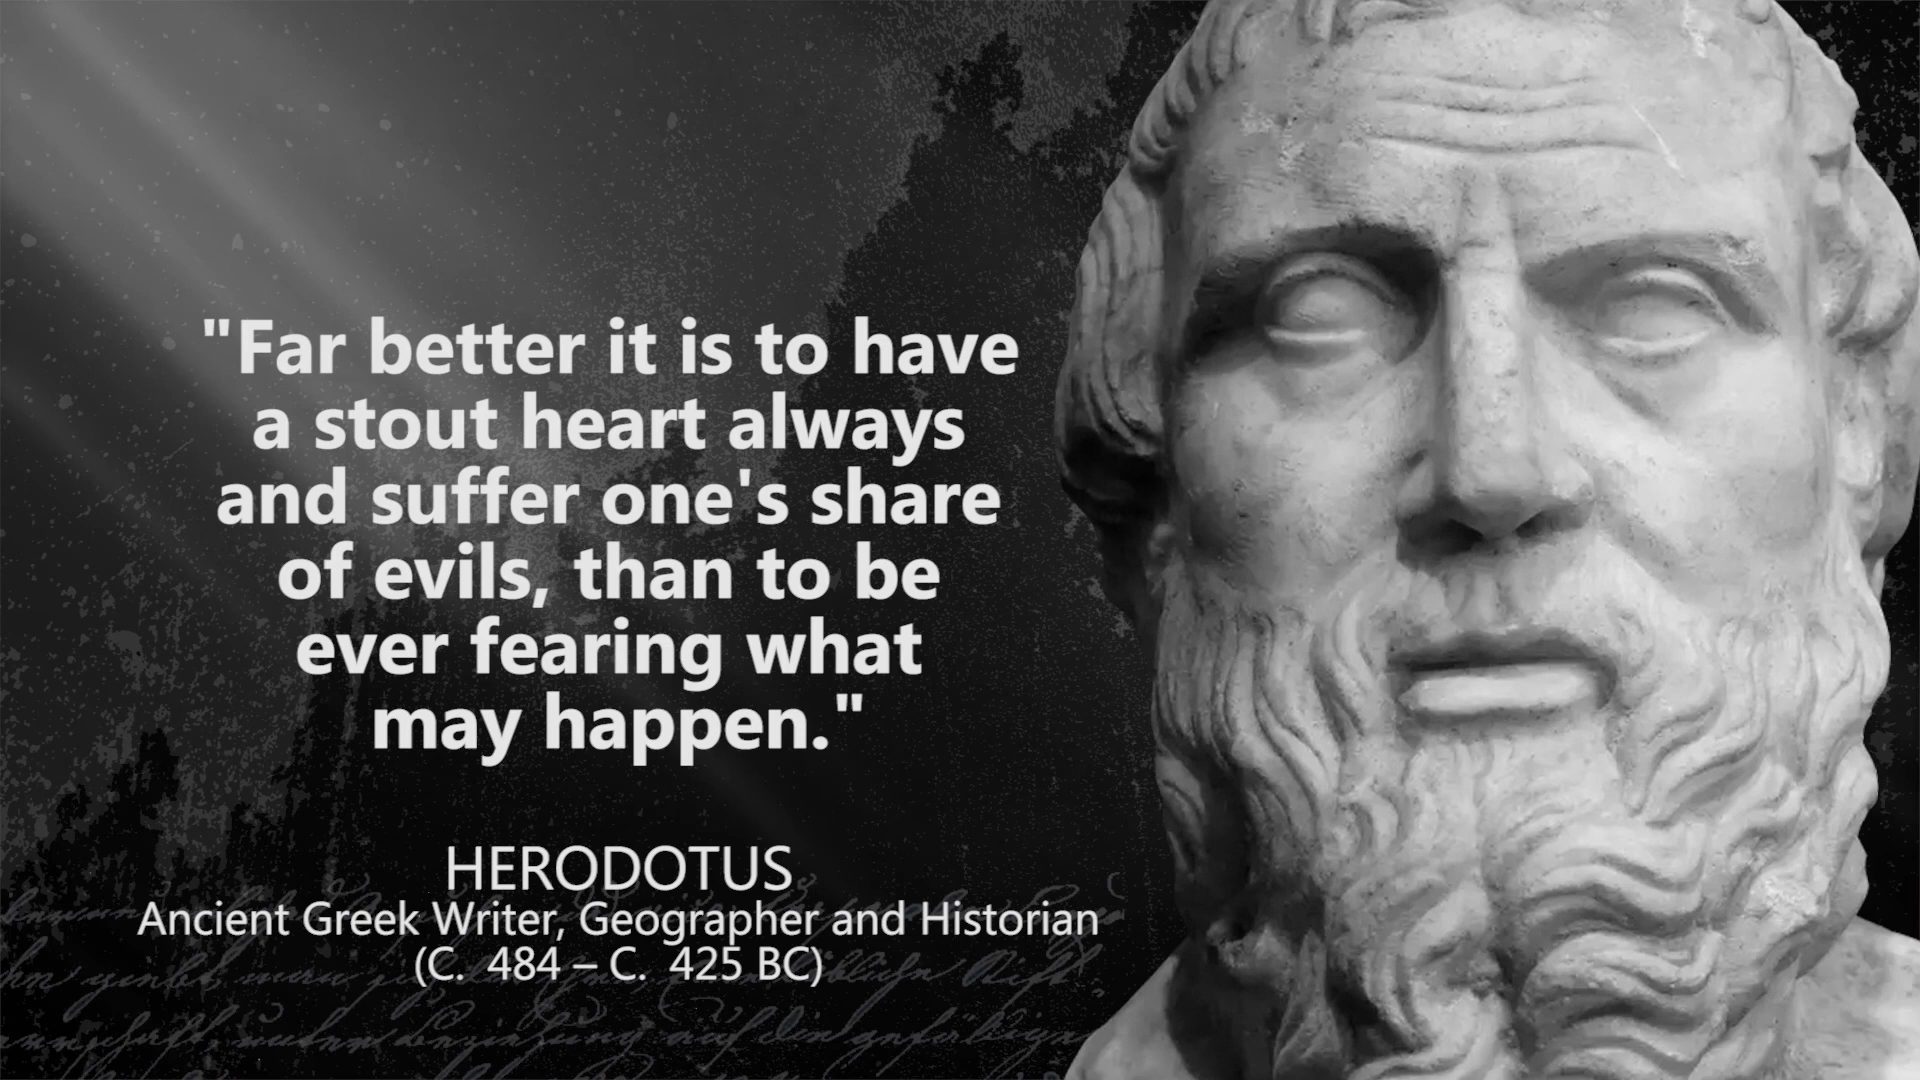 "Far better it is to have
a stout heart always
and suffer one's share
of evils, than to be
ever fearing what
may happen."
HERODOTUS
Ancient Greek Writer, Geographer and Historian
(C. 484 – C. 425 BC)